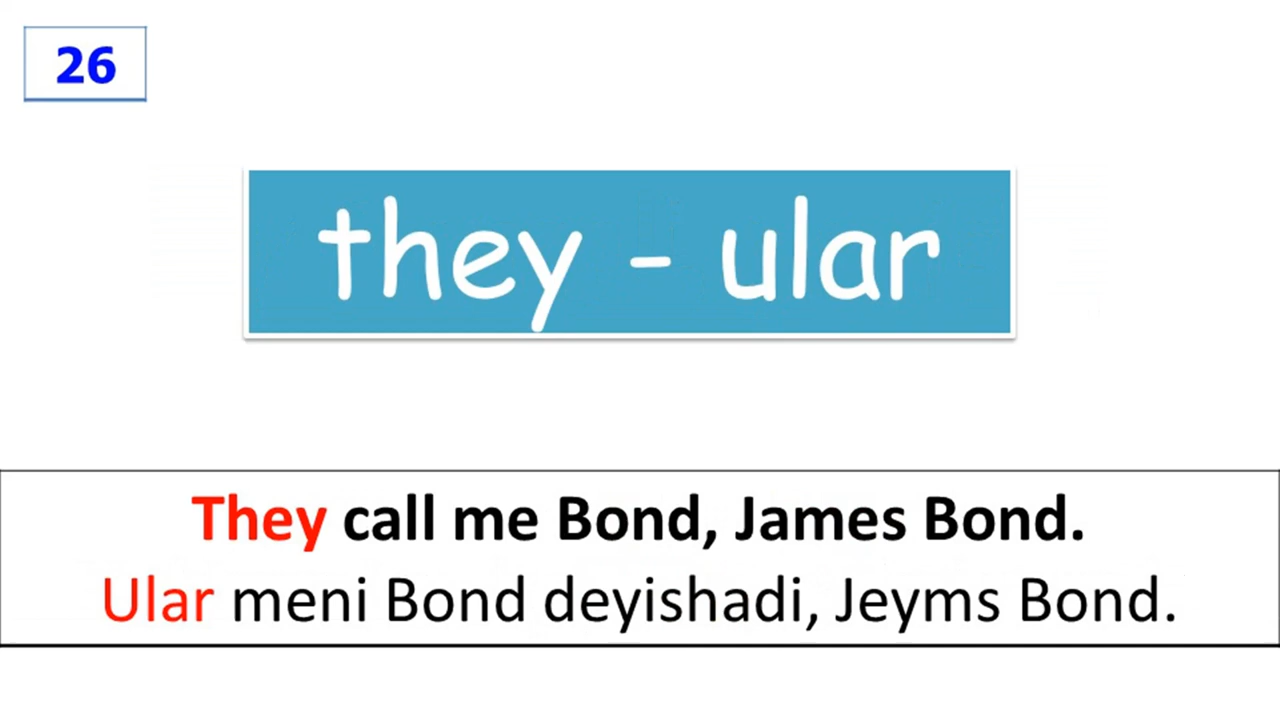 26
they - ular
They call me Bond, James Bond.
Ular meni Bond deyishadi, Jeyms Bond.